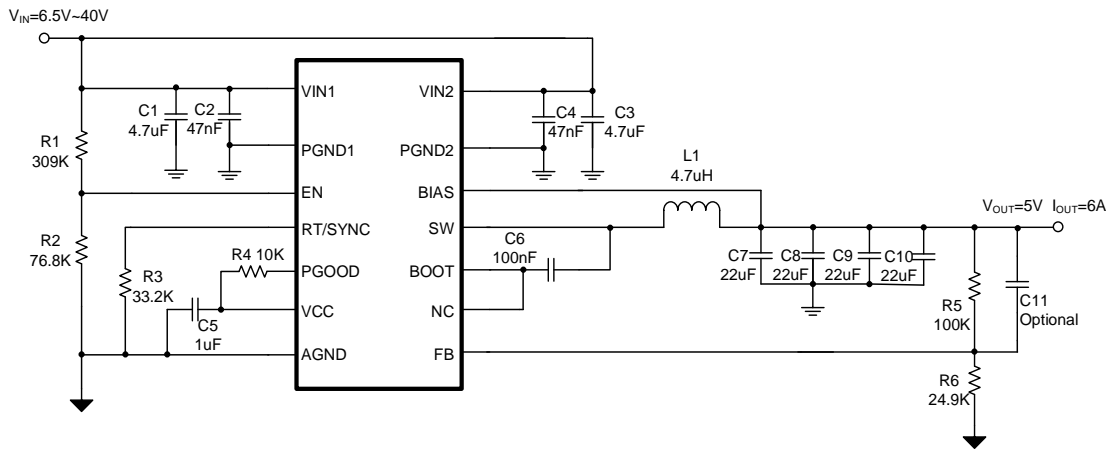 VIN=6.5V~40V
VIN1
VIN2
C1
4.7uF
C2
47nF
C4
47nF
C3
4.7uF
R1
309K
PGND1
PGND2
L1
4.7uH
EN
BIAS
VOUT=5V IOUT=6A
RT/SYNC
SW
R2
76.8K
R4 10K
C6
100nF
C7
22uF
C8
22uF
C9
22uF
C10
22uF
PGOOD
BOOT
R3
33.2K
C5
1uF
VCC
NC
R5
100K
C11
Optional
AGND
FB
R6
24.9K